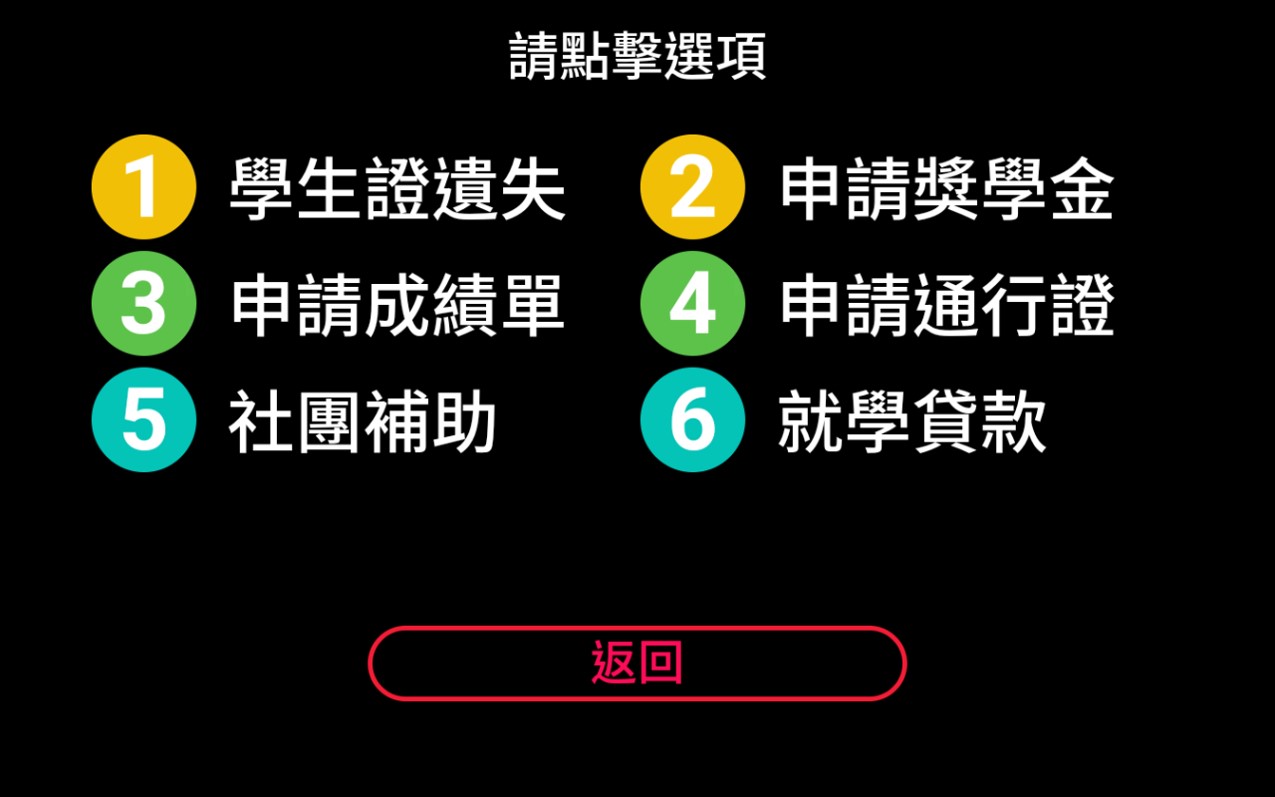 請點擊選項
1 學生證遺失
2 申請獎學金
3 申請成績單
4 申請通行證
5 社團補助
6 就學貸款
返回